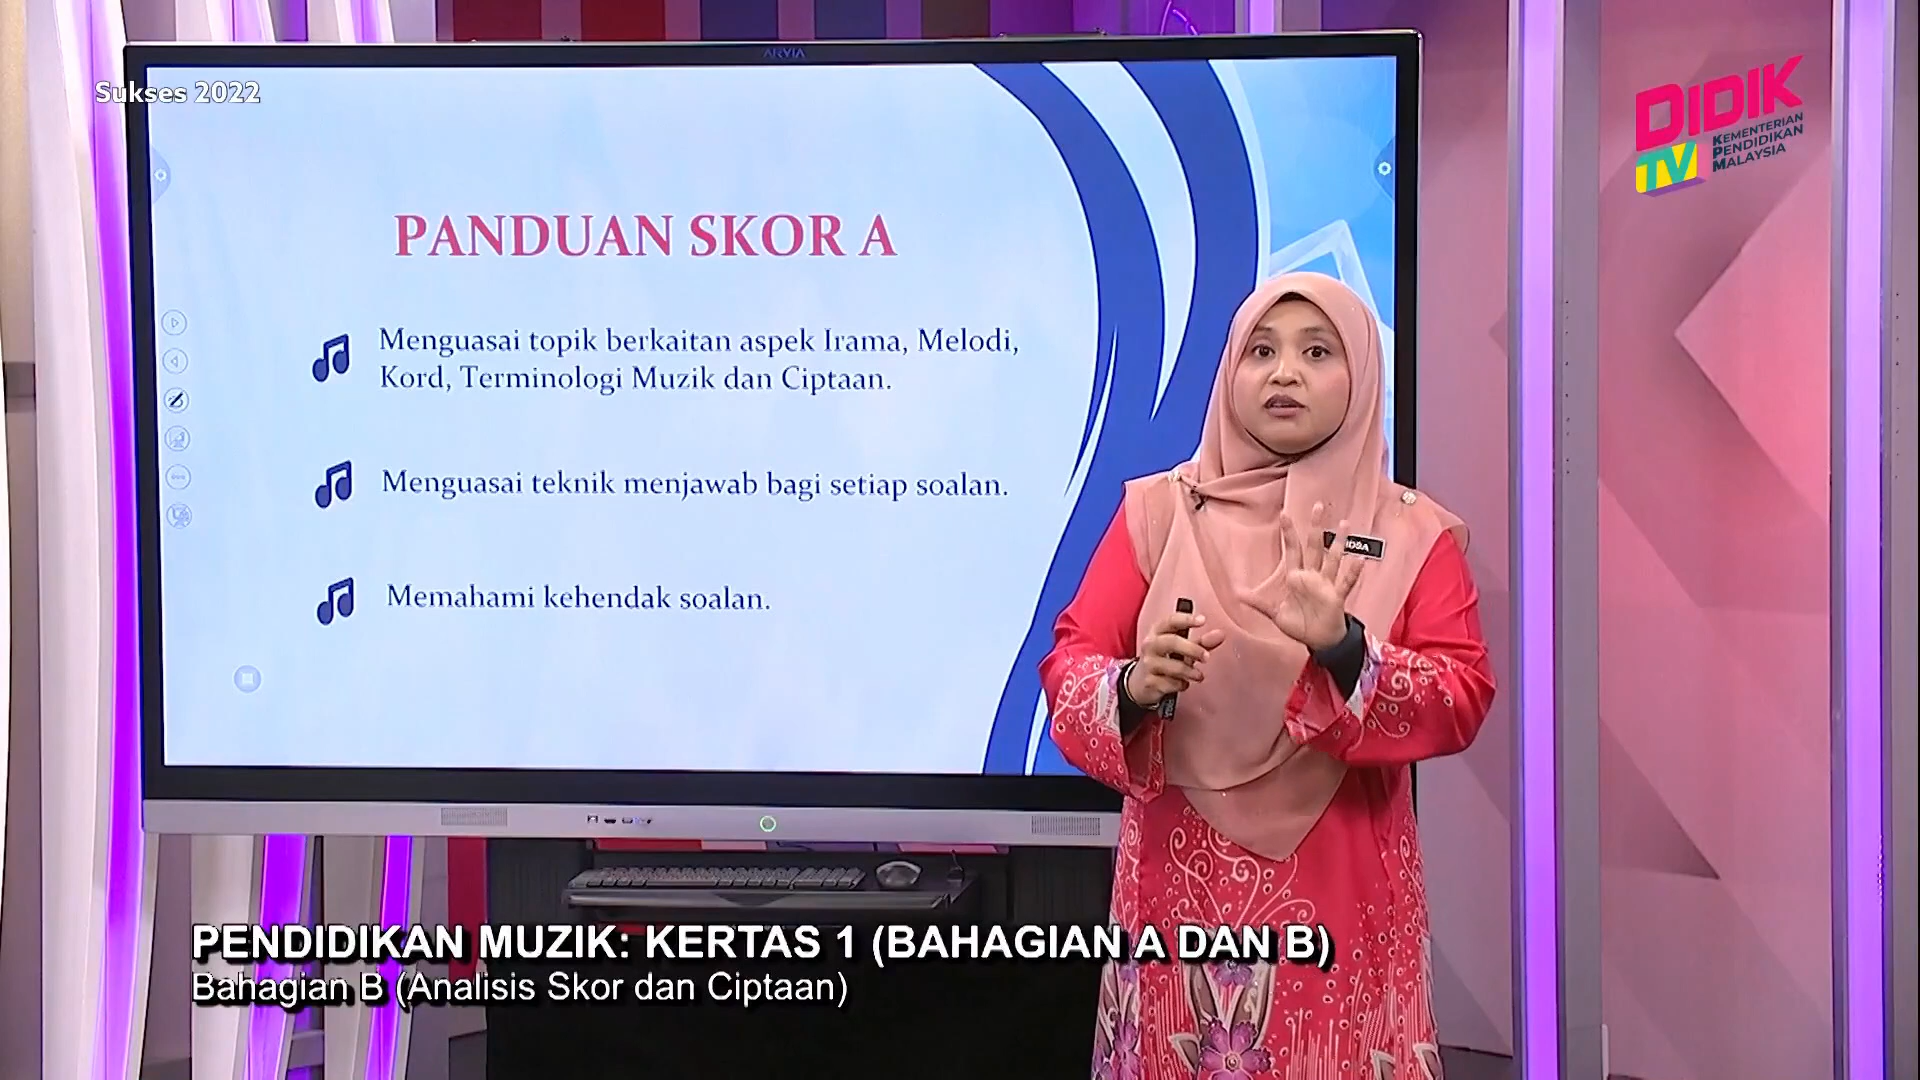 ARVIA
Sukses 2022
DIDIK
TV
KEMENTERIAN
PENDIDIKAN
MALAYSIA
PANDUAN SKOR A
Menguasai topik berkaitan aspek Irama, Melodi,
Kord, Terminologi Muzik dan Ciptaan.
Menguasai teknik menjawab bagi setiap soalan.
Memahami kehendak soalan.
PENDIDIKAN MUZIK: KERTAS 1 (BAHAGIAN A DAN B)
Bahagian B (Analisis Skor dan Ciptaan)